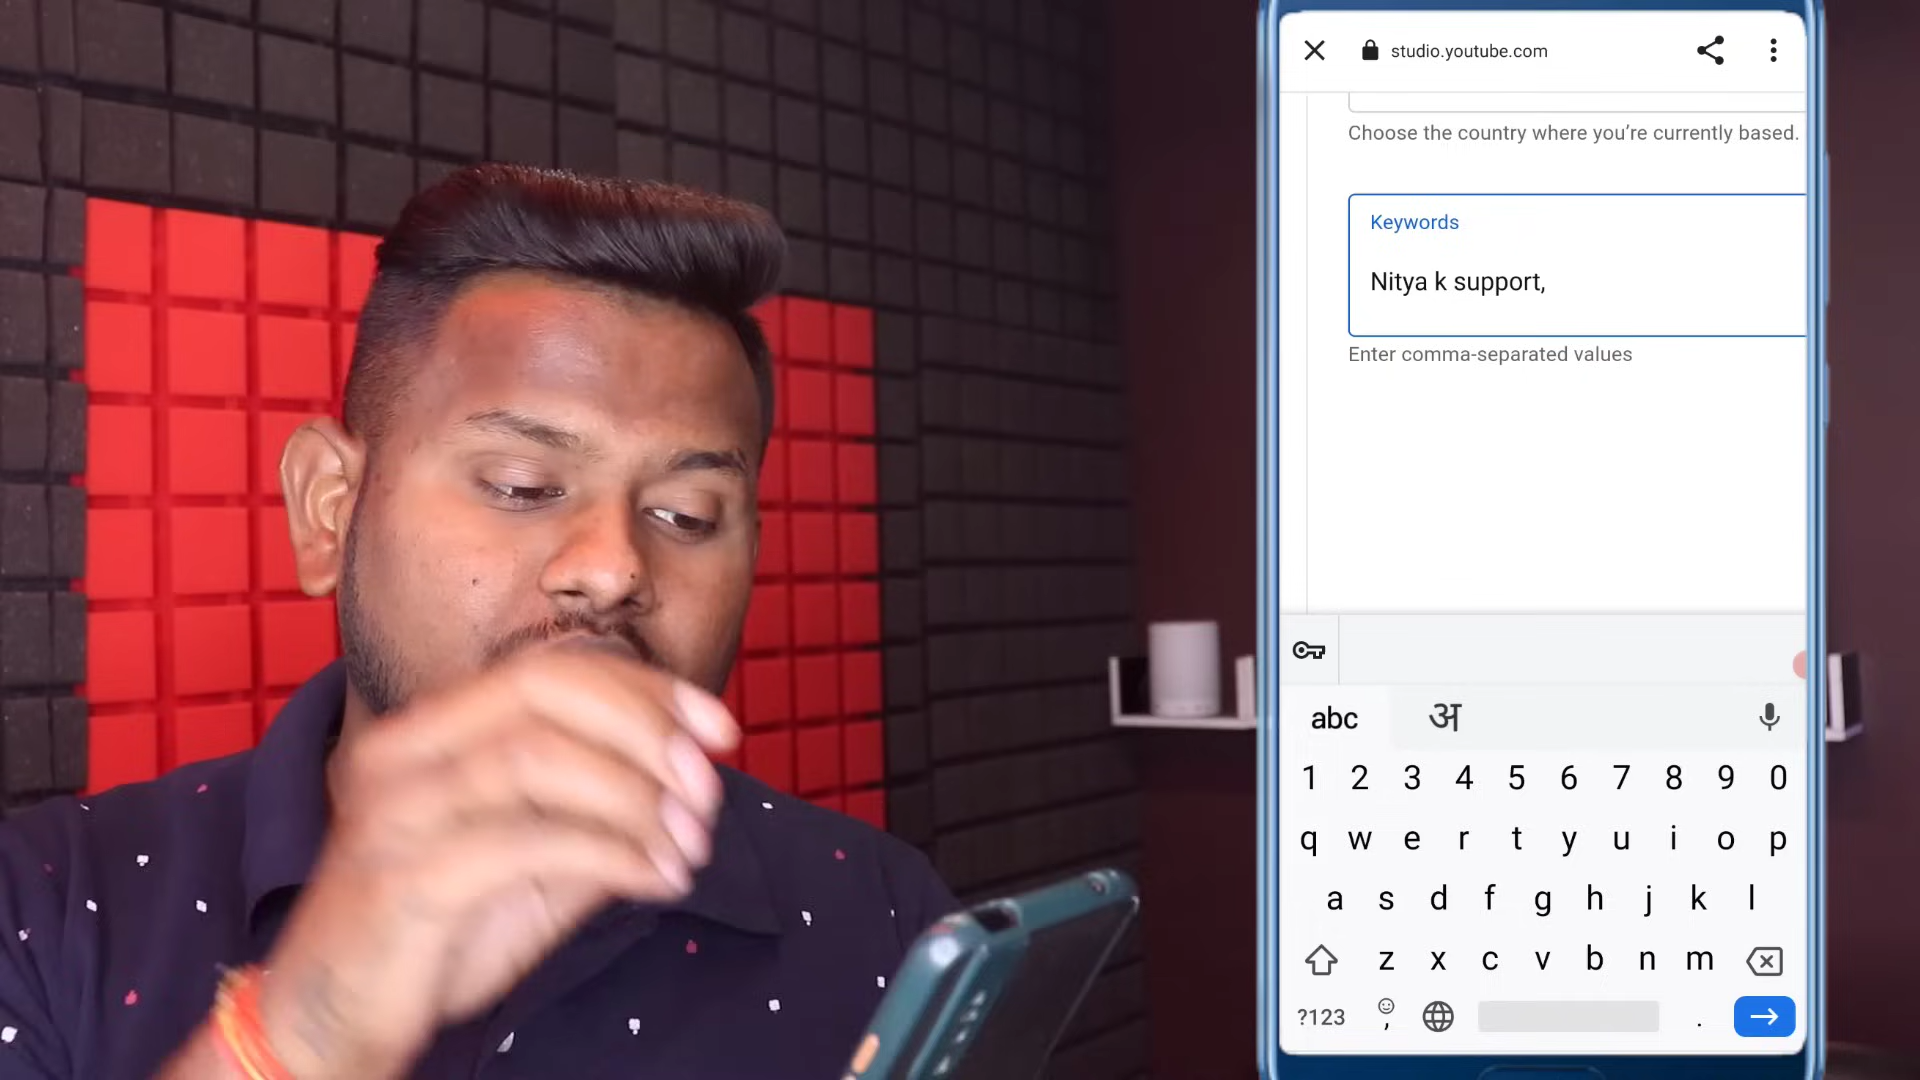 studio.youtube.com
Choose the country where you're currently based.
Keywords
Nitya k support,
Enter comma-separated values
abc अ
1 2 3 4 5 6 7 8 9 0
q w e r t y u i o p
a s d f g h j k l
z x c v b n m
?123 , .